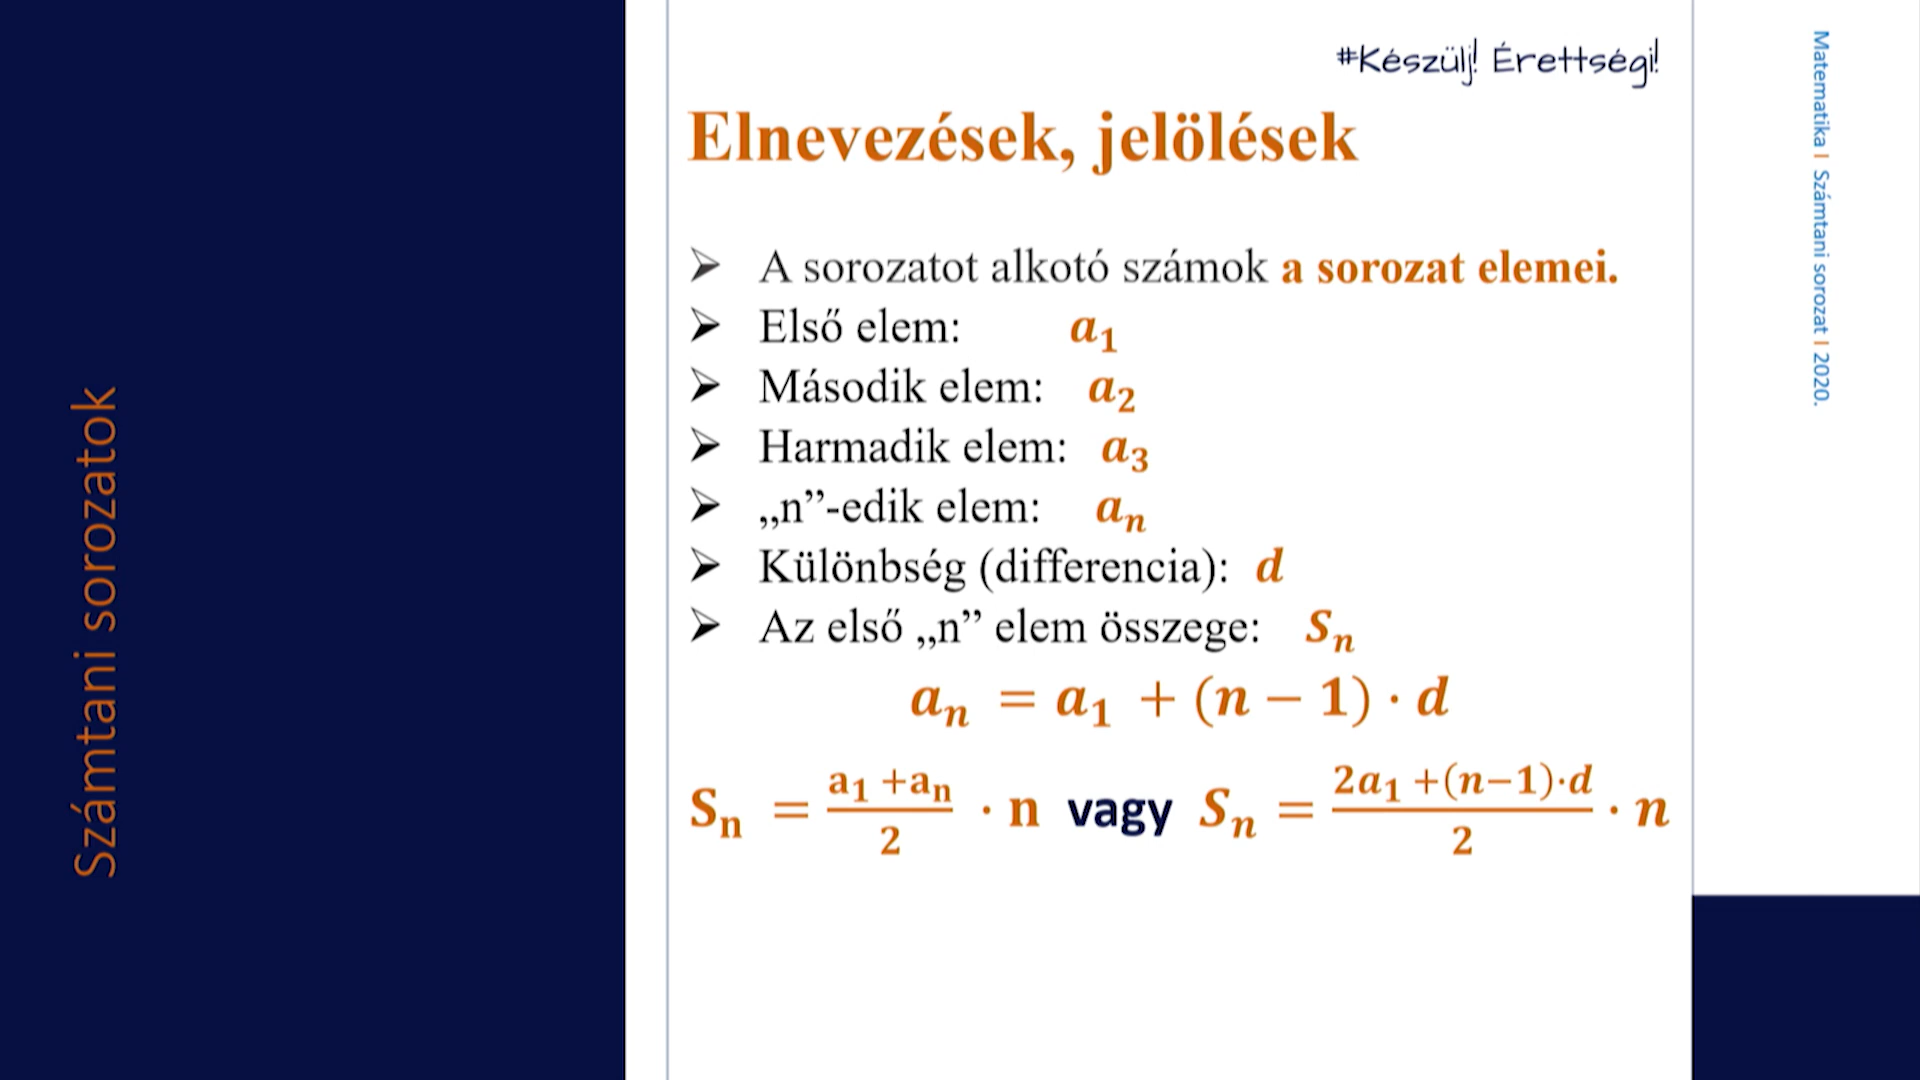 #Készülj! Érettségi!
Elnevezések, jelölések
➢ A sorozatot alkotó számok a sorozat elemei.
➢ Első elem: a₁
➢ Második elem: a₂
➢ Harmadik elem: a₃
➢ „n”-edik elem: aₙ
➢ Különbség (differencia): d
➢ Az első „n” elem összege: Sₙ
aₙ = a₁ + (n − 1) · d
Sₙ = (a₁ + aₙ)/2 · n vagy Sₙ = (2a₁ + (n−1)·d)/2 · n
Számtani sorozatok
Matematika I Számtani sorozat I 2020.